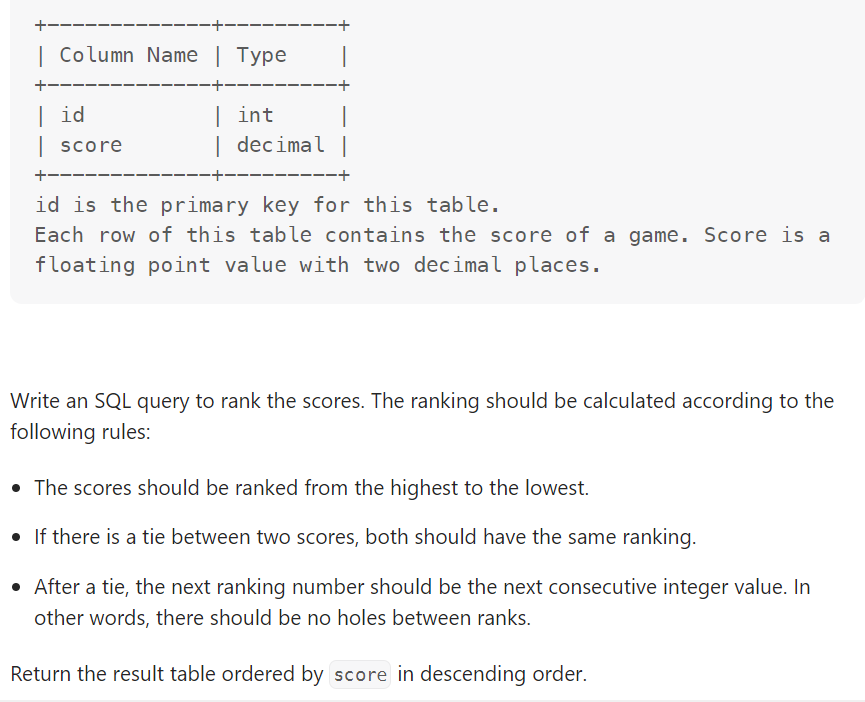 +-------------+---------+
| Column Name | Type    |
+-------------+---------+
| id          | int     |
| score       | decimal |
+-------------+---------+
id is the primary key for this table.
Each row of this table contains the score of a game. Score is a
floating point value with two decimal places.
Write an SQL query to rank the scores. The ranking should be calculated according to the
following rules:
• The scores should be ranked from the highest to the lowest.
• If there is a tie between two scores, both should have the same ranking.
• After a tie, the next ranking number should be the next consecutive integer value. In
other words, there should be no holes between ranks.
Return the result table ordered by score in descending order.